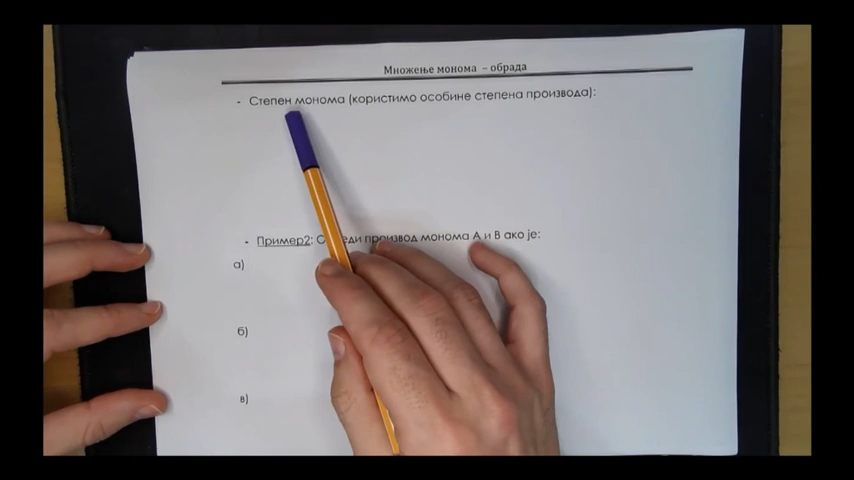 Множење монома – обрада
- Степен монома (користимо особине степена производа):
- Пример2: производ монома А и В ако је:
а)
б)
в)